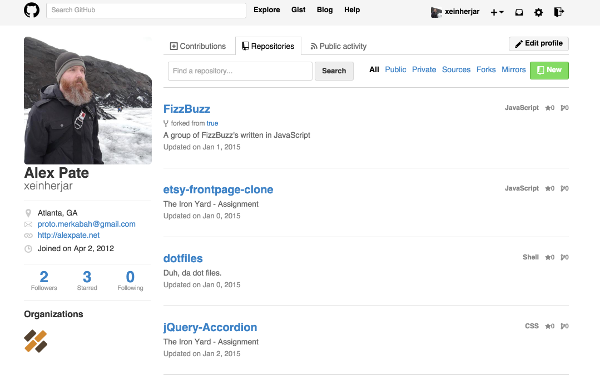 Search GitHub
Explore Gist Blog Help
xeinherjar
Contributions Repositories Public activity
Edit profile
Find a repository... Search
All Public Private Sources Forks Mirrors New
Alex Pate
xeinherjar
Atlanta, GA
proto.merkabah@gmail.com
http://alexpate.net
Joined on Apr 2, 2012
2 3 0
Followers Starred Following
Organizations
FizzBuzz JavaScript 0 0
forked from true
A group of FizzBuzz's written in JavaScript
Updated on Jan 1, 2015
etsy-frontpage-clone JavaScript 0 0
The Iron Yard - Assignment
Updated on Jan 0, 2015
dotfiles Shell 0 0
Duh, da dot files.
Updated on Jan 0, 2015
jQuery-Accordion CSS 0 0
The Iron Yard - Assignment
Updated on Jan 2, 2015